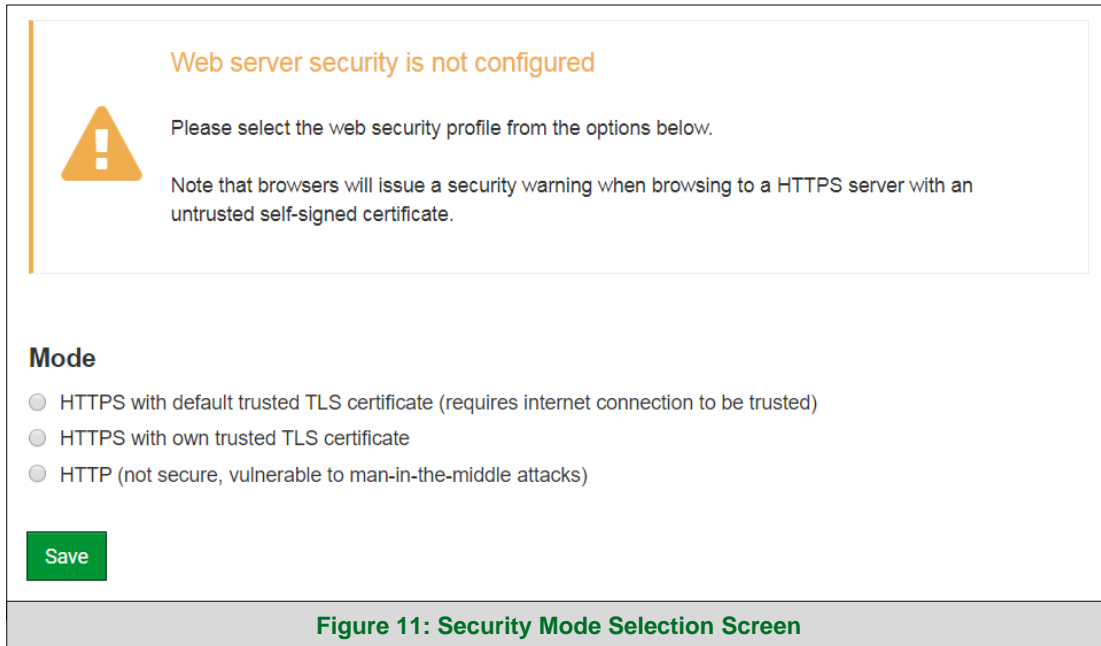 Web server security is not configured
Please select the web security profile from the options below.
Note that browsers will issue a security warning when browsing to a HTTPS server with an
untrusted self-signed certificate.
Mode
HTTPS with default trusted TLS certificate (requires internet connection to be trusted)
HTTPS with own trusted TLS certificate
HTTP (not secure, vulnerable to man-in-the-middle attacks)
Save
Figure 11: Security Mode Selection Screen